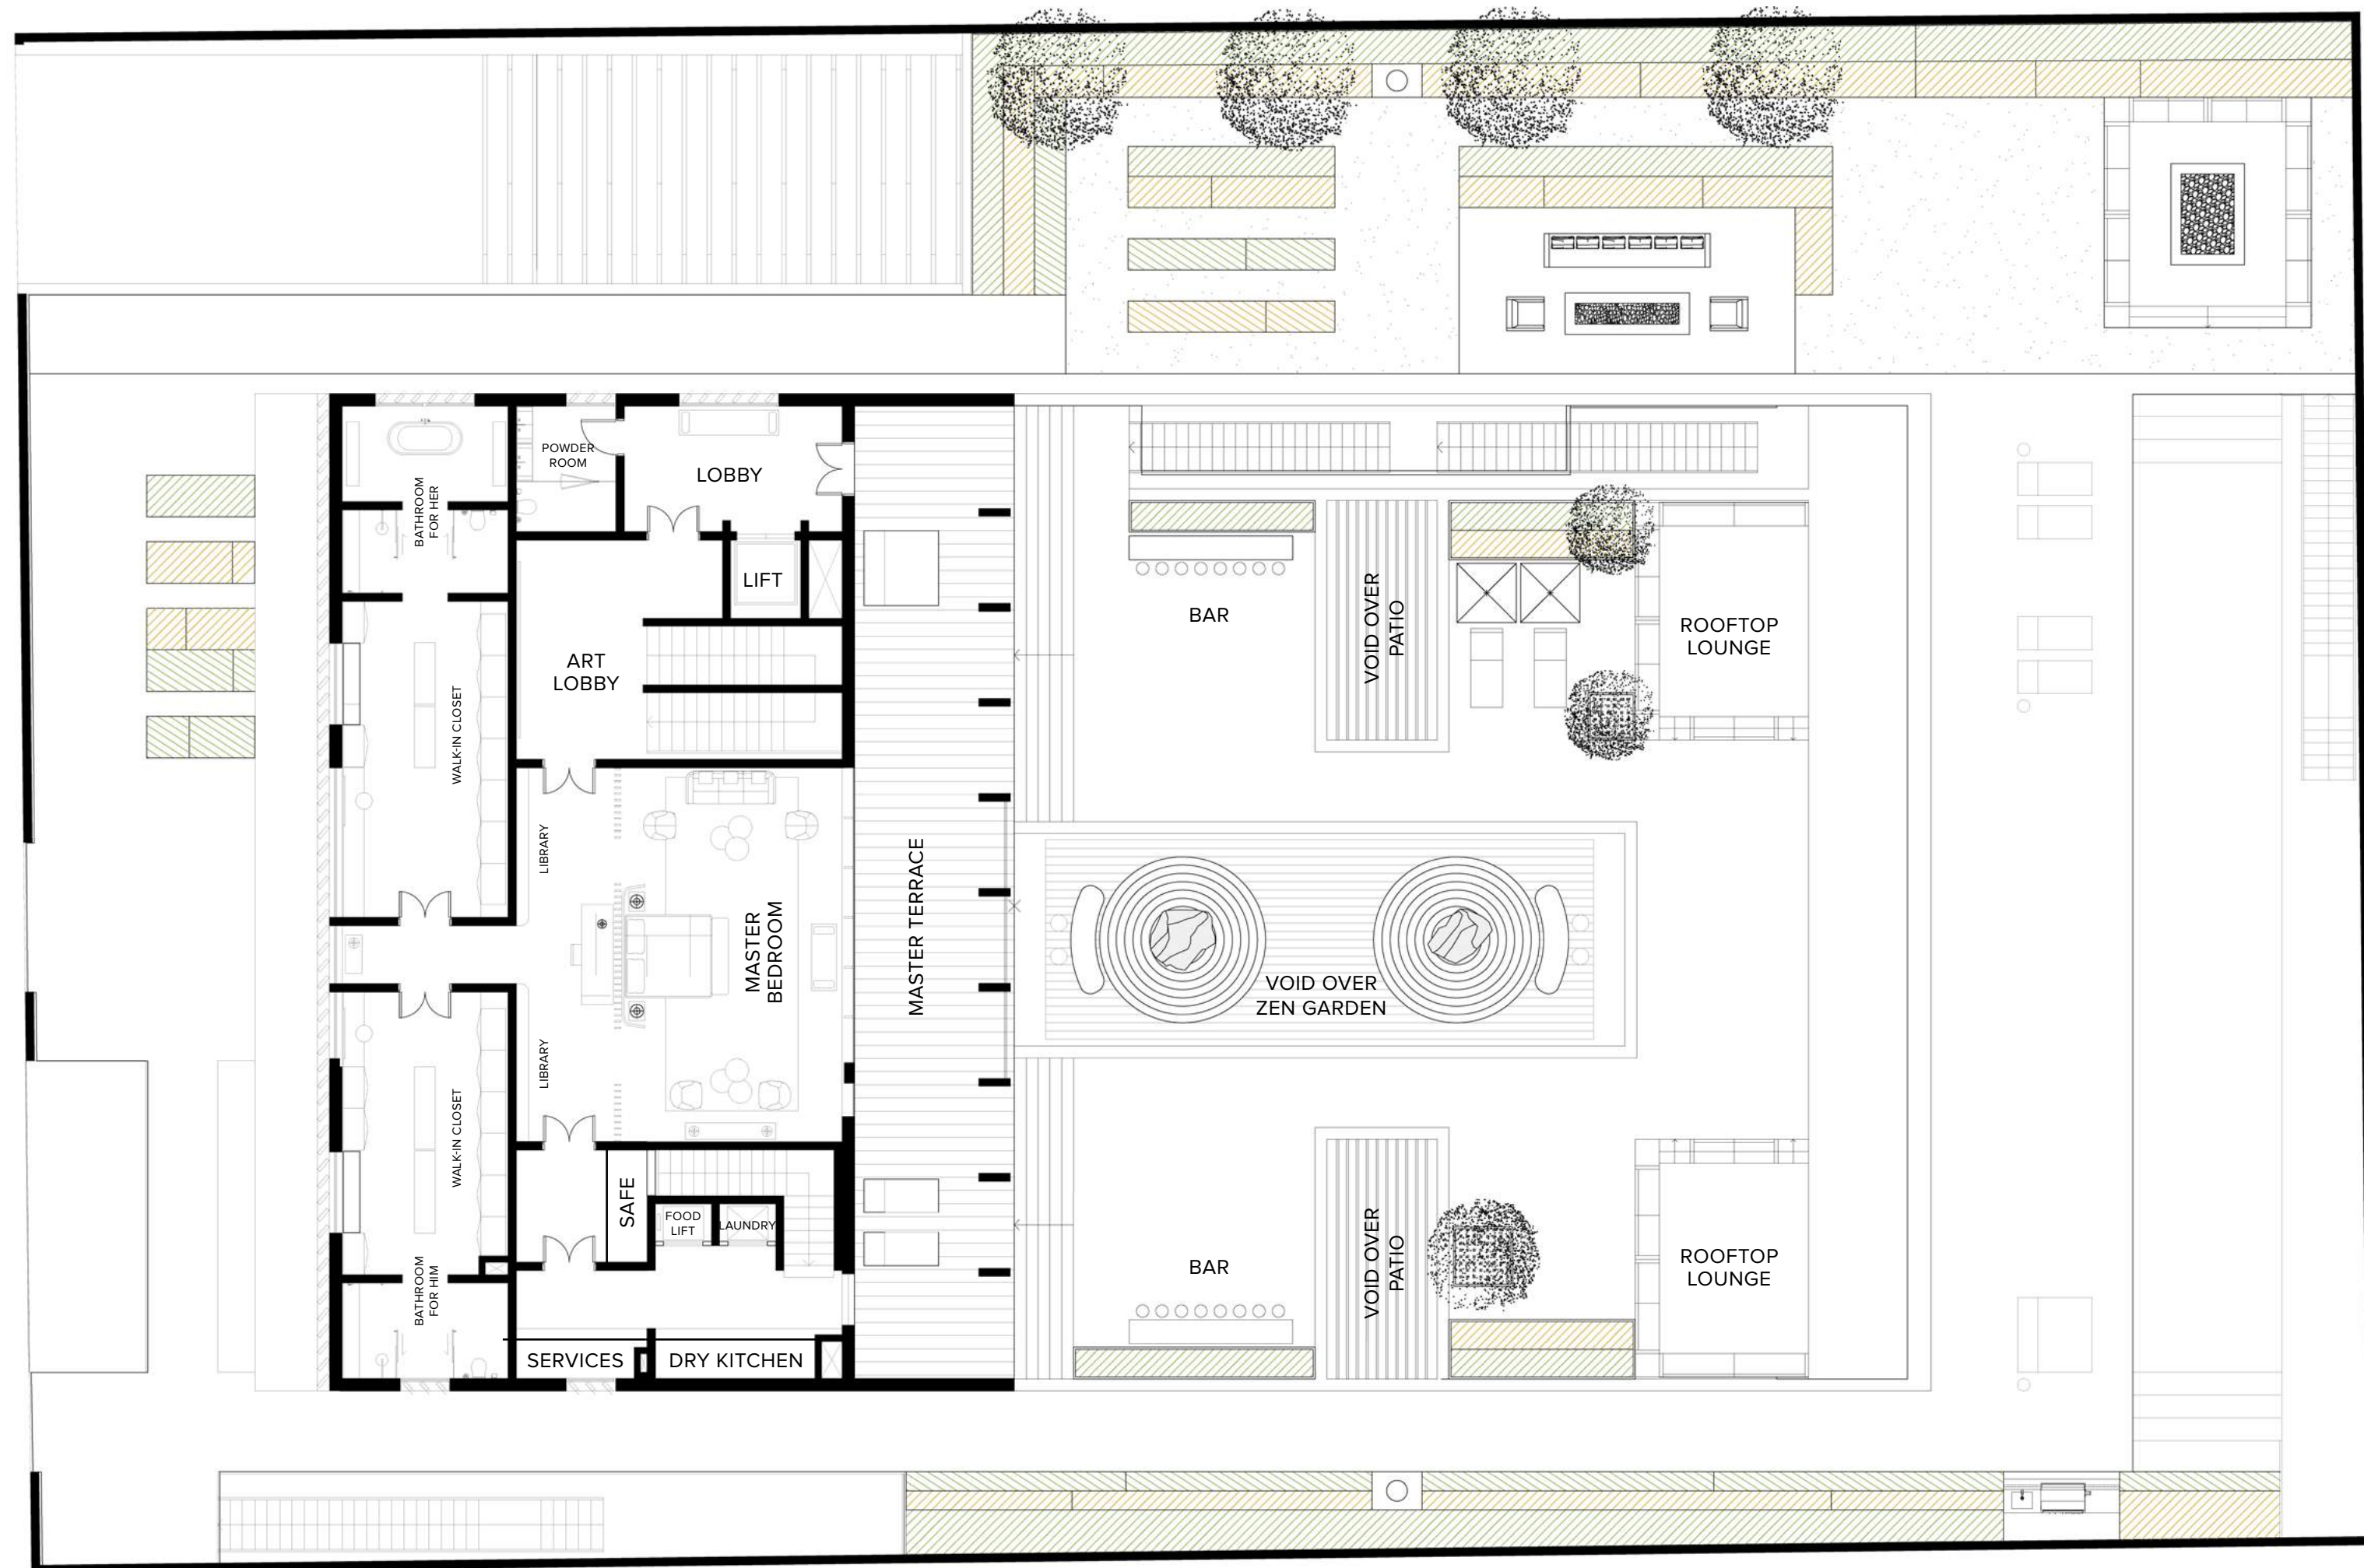 POWDER
ROOM
LOBBY
BATHROOM
FOR HER
LIFT
ART
LOBBY
WALK-IN CLOSET
LIBRARY
MASTER
BEDROOM
MASTER TERRACE
LIBRARY
WALK-IN CLOSET
SAFE
FOOD
LIFT
LAUNDRY
BATHROOM
FOR HIM
SERVICES
DRY KITCHEN
BAR
VOID OVER
PATIO
ROOFTOP
LOUNGE
VOID OVER
ZEN GARDEN
BAR
VOID OVER
PATIO
ROOFTOP
LOUNGE